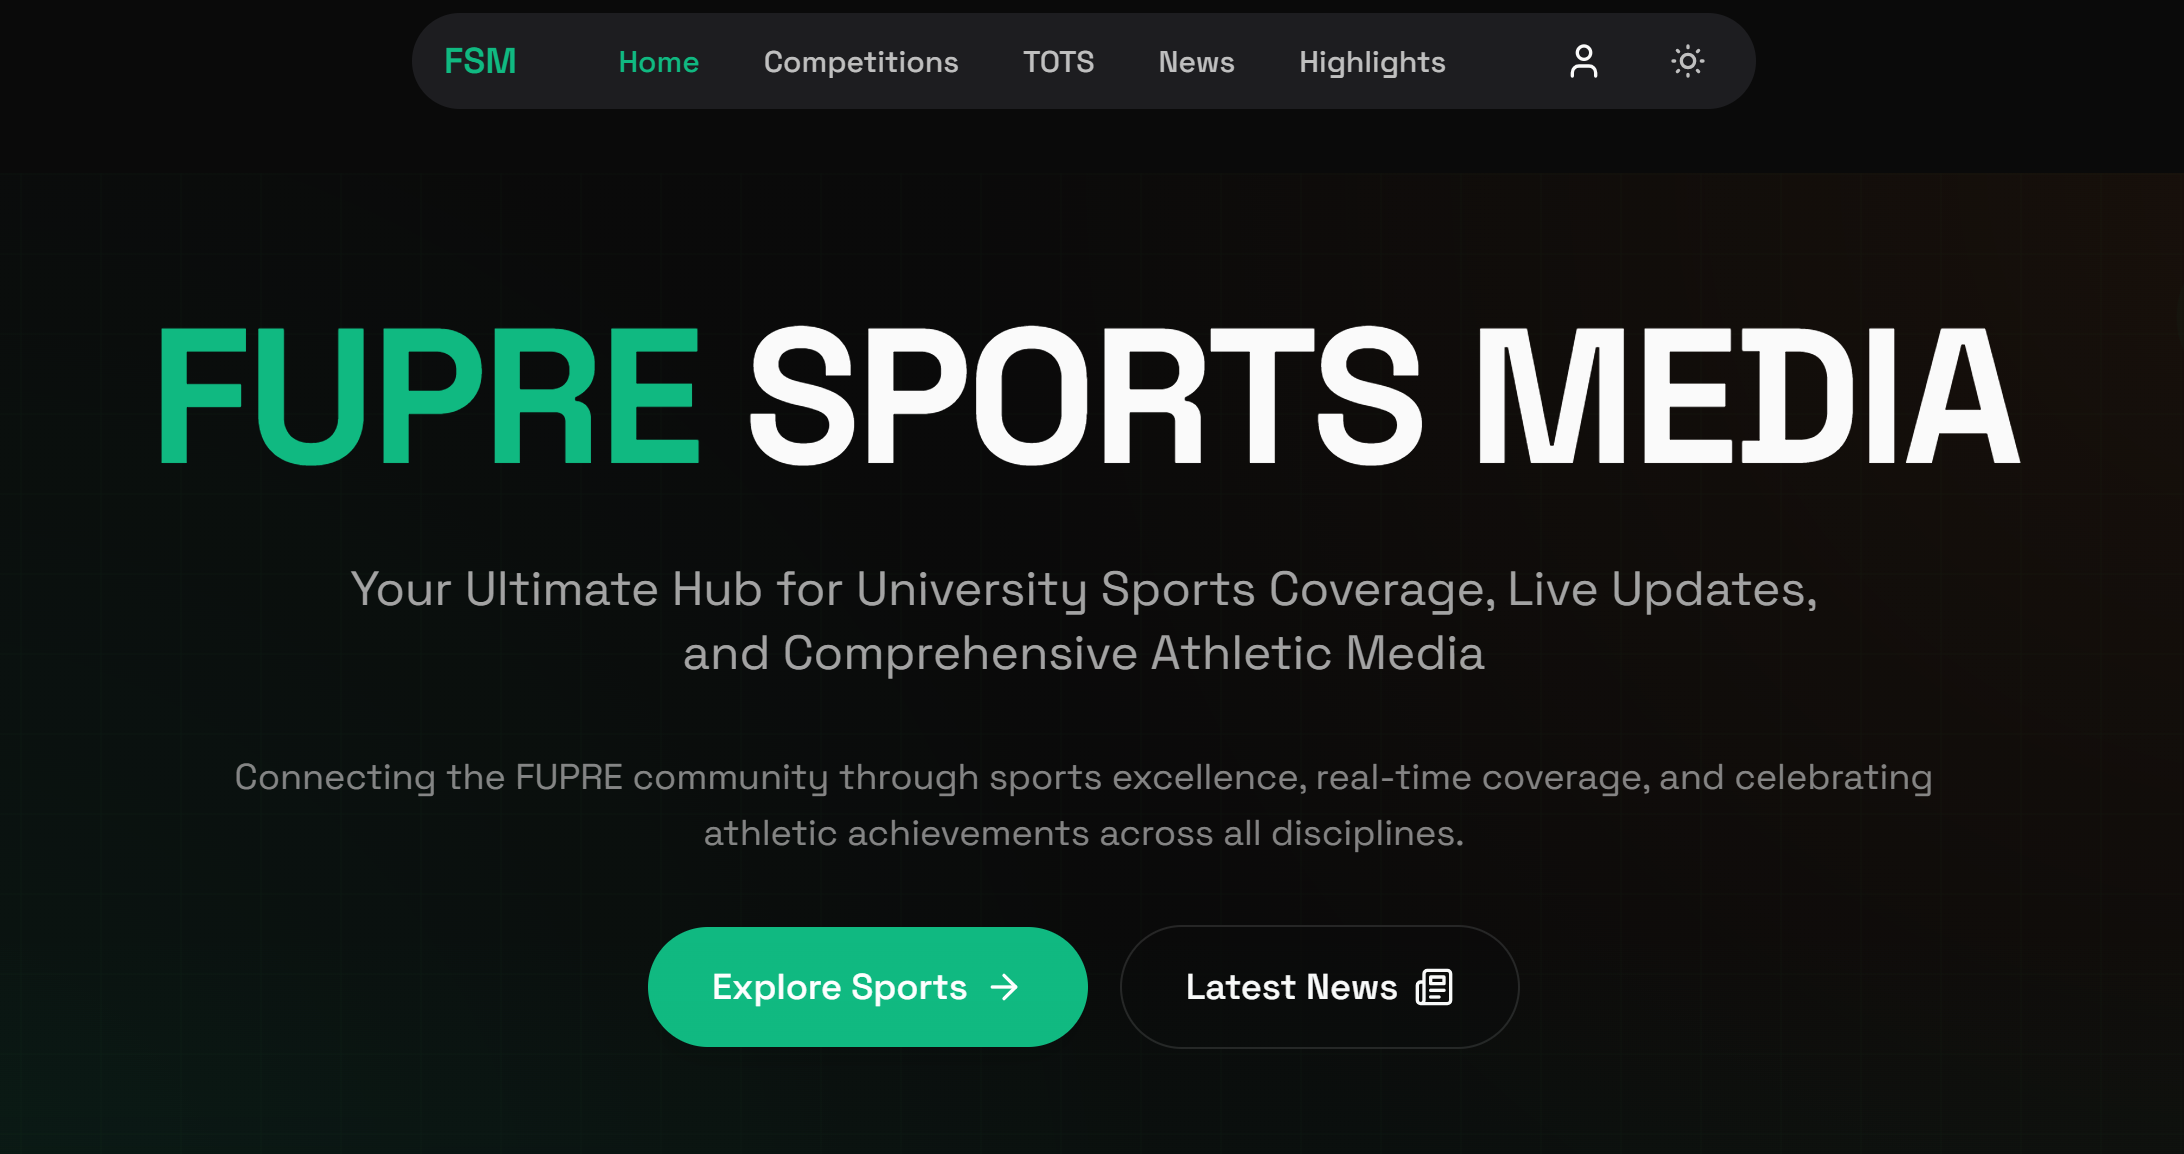 FSM Home Competitions TOTS News Highlights
FUPRE SPORTS MEDIA
Your Ultimate Hub for University Sports Coverage, Live Updates,
and Comprehensive Athletic Media
Connecting the FUPRE community through sports excellence, real-time coverage, and celebrating
athletic achievements across all disciplines.
Explore Sports
Latest News